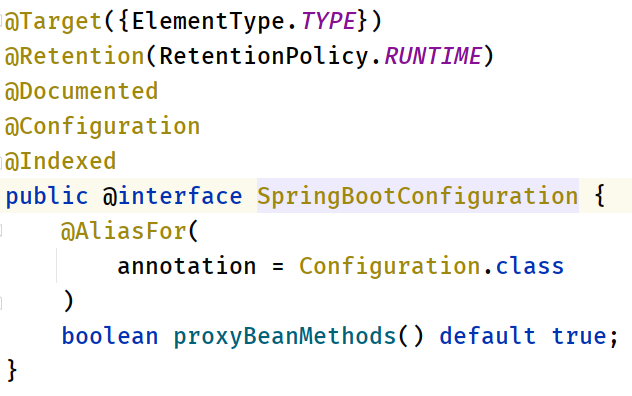 @Target({ElementType.TYPE})
@Retention(RetentionPolicy.RUNTIME)
@Documented
@Configuration
@Indexed
public @interface SpringBootConfiguration {
    @AliasFor(
        annotation = Configuration.class
    )
    boolean proxyBeanMethods() default true;
}